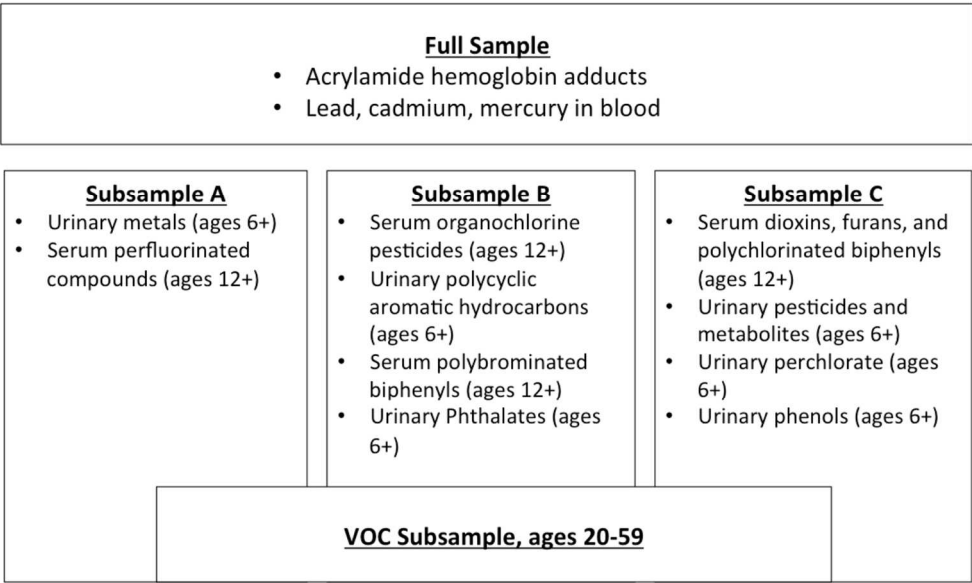 Full Sample
• Acrylamide hemoglobin adducts
• Lead, cadmium, mercury in blood
Subsample A
• Urinary metals (ages 6+)
• Serum perfluorinated
compounds (ages 12+)
Subsample B
• Serum organochlorine
pesticides (ages 12+)
• Urinary polycyclic
aromatic hydrocarbons
(ages 6+)
• Serum polybrominated
biphenyls (ages 12+)
• Urinary Phthalates (ages
6+)
Subsample C
• Serum dioxins, furans, and
polychlorinated biphenyls
(ages 12+)
• Urinary pesticides and
metabolites (ages 6+)
• Urinary perchlorate (ages
6+)
• Urinary phenols (ages 6+)
VOC Subsample, ages 20-59